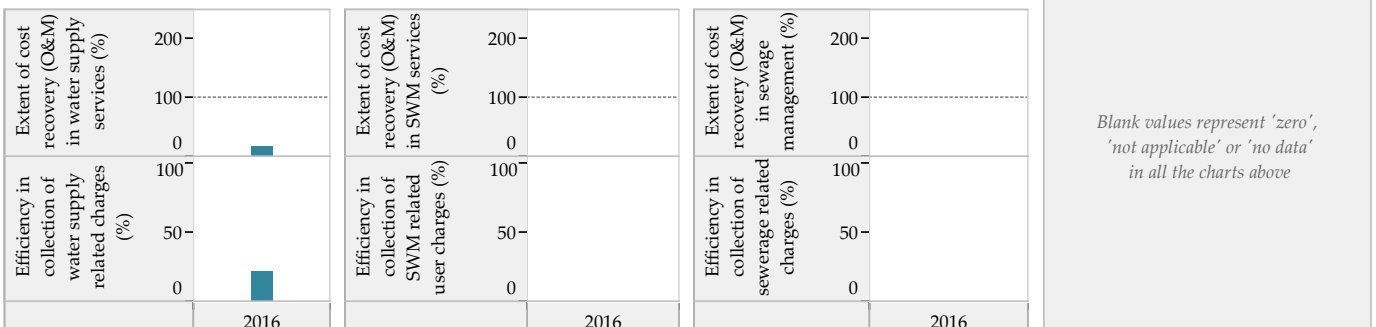 Extent of cost
recovery (O&M)
in water supply
services (%)
200
100
0
Efficiency in
collection of
water supply
related charges
(%)
100
50
0
2016
Extent of cost
recovery (O&M)
in SWM services
(%)
200
100
0
Efficiency in
collection of
SWM related
user charges (%)
100
50
0
2016
Extent of cost
recovery (O&M)
in sewage
management (%)
200
100
0
Efficiency in
collection of
sewerage related
charges (%)
100
50
0
2016
Blank values represent 'zero',
'not applicable' or 'no data'
in all the charts above